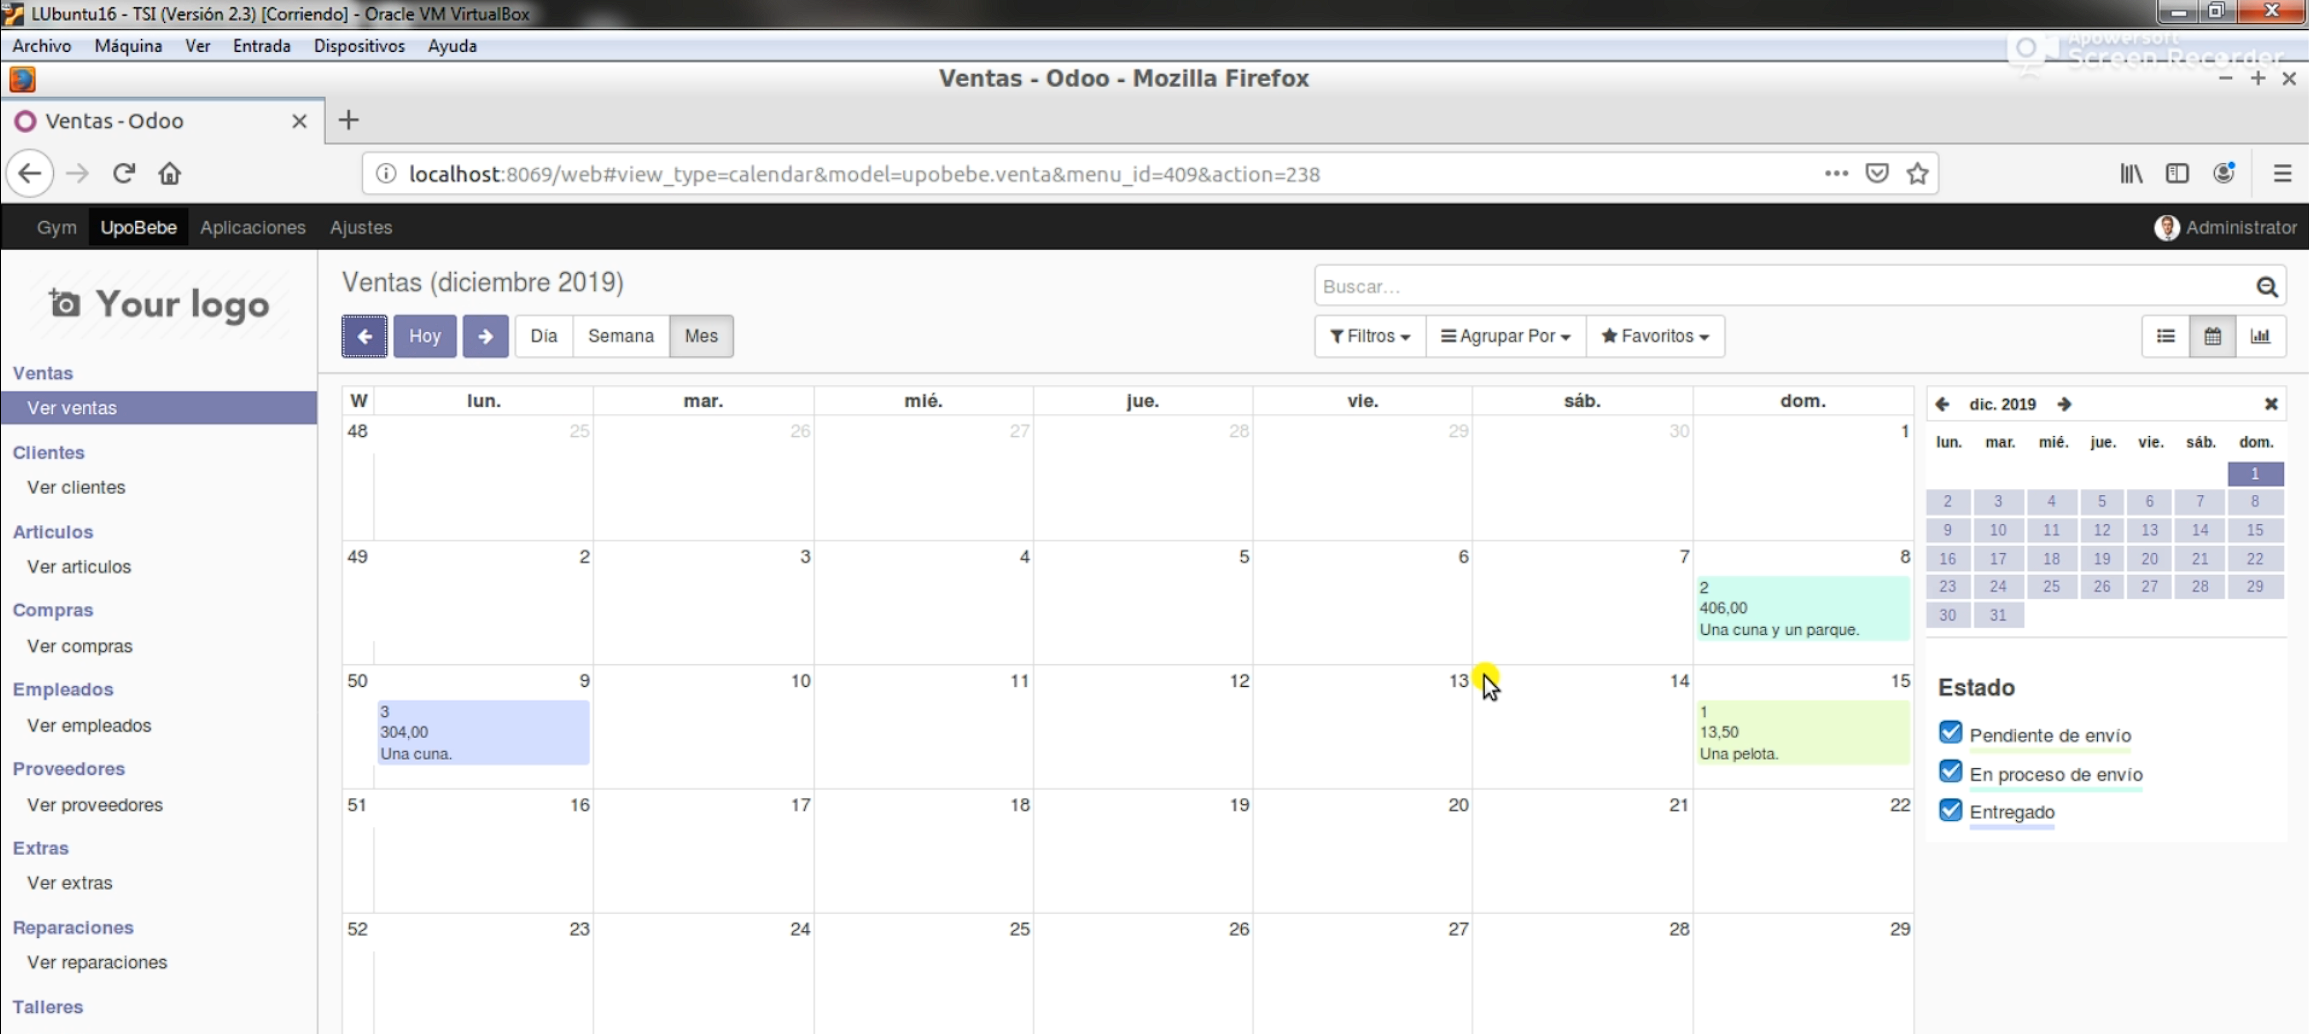 LUbuntu16 - TSI (Versión 2.3) [Corriendo] - Oracle VM VirtualBox
Archivo Máquina Ver Entrada Dispositivos Ayuda
Apowersoft
Screen Recorder
Ventas - Odoo - Mozilla Firefox
Ventas - Odoo
localhost:8069/web#view_type=calendar&model=upobebe.venta&menu_id=409&action=238
Gym UpoBebe Aplicaciones Ajustes Administrator
Your logo
Ventas
Ver ventas
Clientes
Ver clientes
Articulos
Ver articulos
Compras
Ver compras
Empleados
Ver empleados
Proveedores
Ver proveedores
Extras
Ver extras
Reparaciones
Ver reparaciones
Talleres
Ventas (diciembre 2019)
Buscar...
Hoy Día Semana Mes
Filtros Agrupar Por Favoritos
W lun. mar. mié. jue. vie. sáb. dom.
48 25 26 27 28 29 30 1
49 2 3 4 5 6 7 8
2
406,00
Una cuna y un parque.
50 9 10 11 12 13 14 15
3
304,00
Una cuna.
1
13,50
Una pelota.
51 16 17 18 19 20 21 22
52 23 24 25 26 27 28 29
dic. 2019
lun. mar. mié. jue. vie. sáb. dom.
1
2 3 4 5 6 7 8
9 10 11 12 13 14 15
16 17 18 19 20 21 22
23 24 25 26 27 28 29
30 31
Estado
Pendiente de envío
En proceso de envío
Entregado